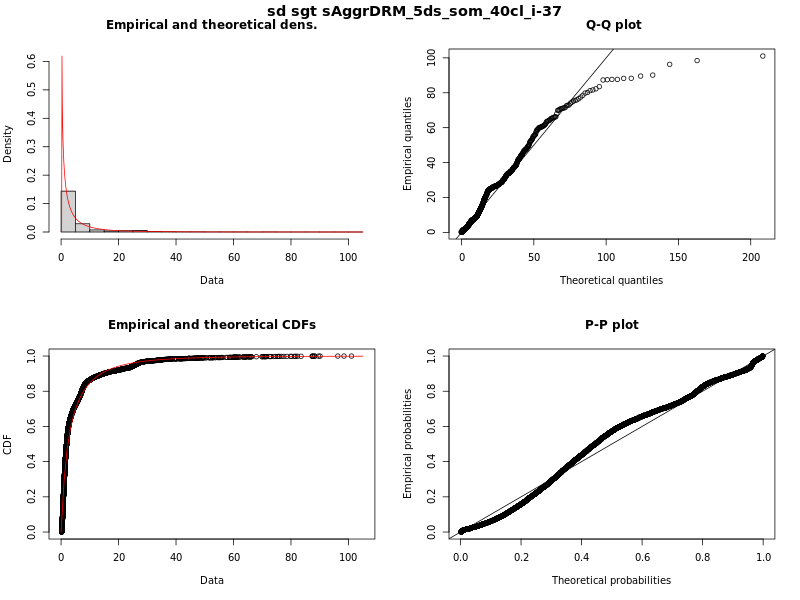 sd sgt sAggrDRM_5ds_som_40cl_i-37
Empirical and theoretical dens.
Density
0.0 0.1 0.2 0.3 0.4 0.5 0.6
0 20 40 60 80 100
Data
Q-Q plot
Empirical quantiles
0 20 40 60 80 100
0 50 100 150 200
Theoretical quantiles
Empirical and theoretical CDFs
CDF
0.0 0.2 0.4 0.6 0.8 1.0
0 20 40 60 80 100
Data
P-P plot
Empirical probabilities
0.0 0.2 0.4 0.6 0.8 1.0
0.0 0.2 0.4 0.6 0.8 1.0
Theoretical probabilities